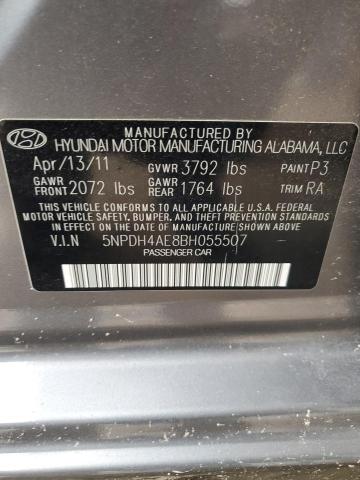 MANUFACTURED BY
HYUNDAI MOTOR MANUFACTURING ALABAMA, LLC
Apr/13/11 GVWR 3792 lbs PAINT P3
GAWR FRONT 2072 lbs GAWR REAR 1764 lbs TRIM RA
THIS VEHICLE CONFORMS TO ALL APPLICABLE U.S.A. FEDERAL
MOTOR VEHICLE SAFETY, BUMPER, AND THEFT PREVENTION
STANDARDS IN EFFECT ON THE DATE OF MANUFACTURE SHOWN ABOVE.
V.I.N 5NPDH4AE8BH055507
PASSENGER CAR